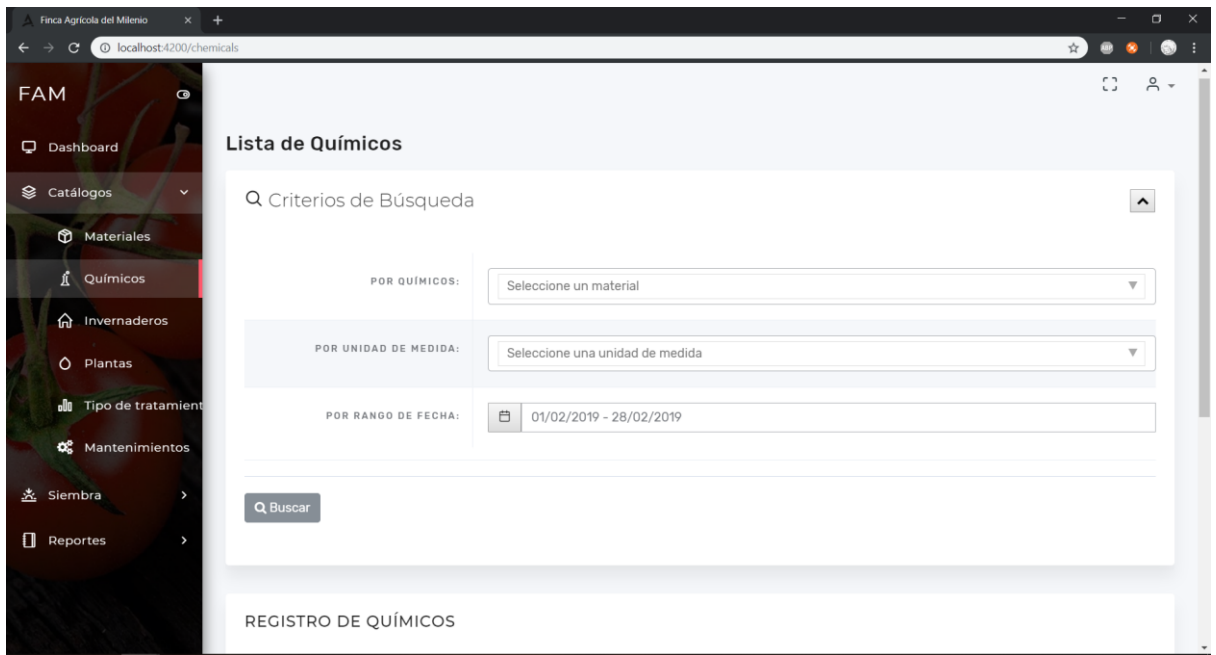 Finca Agrícola del Milenio
localhost:4200/chemicals
ABP
FAM
Dashboard
Catálogos
Materiales
Químicos
Invernaderos
Plantas
Tipo de tratamient
Mantenimientos
Siembra
Reportes
Lista de Químicos
Criterios de Búsqueda
POR QUÍMICOS:
Seleccione un material
POR UNIDAD DE MEDIDA:
Seleccione una unidad de medida
POR RANGO DE FECHA:
01/02/2019 - 28/02/2019
Buscar
REGISTRO DE QUÍMICOS